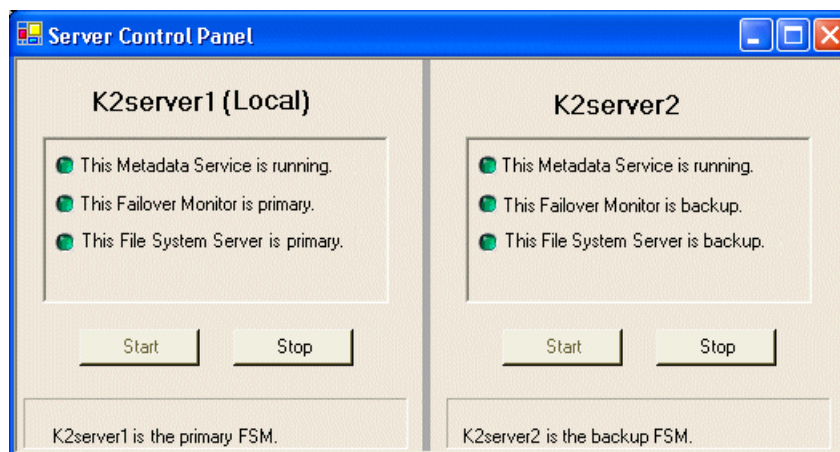 Server Control Panel
K2server1 (Local)
This Metadata Service is running.
This Failover Monitor is primary.
This File System Server is primary.
Start
Stop
K2server1 is the primary FSM.
K2server2
This Metadata Service is running.
This Failover Monitor is backup.
This File System Server is backup.
Start
Stop
K2server2 is the backup FSM.